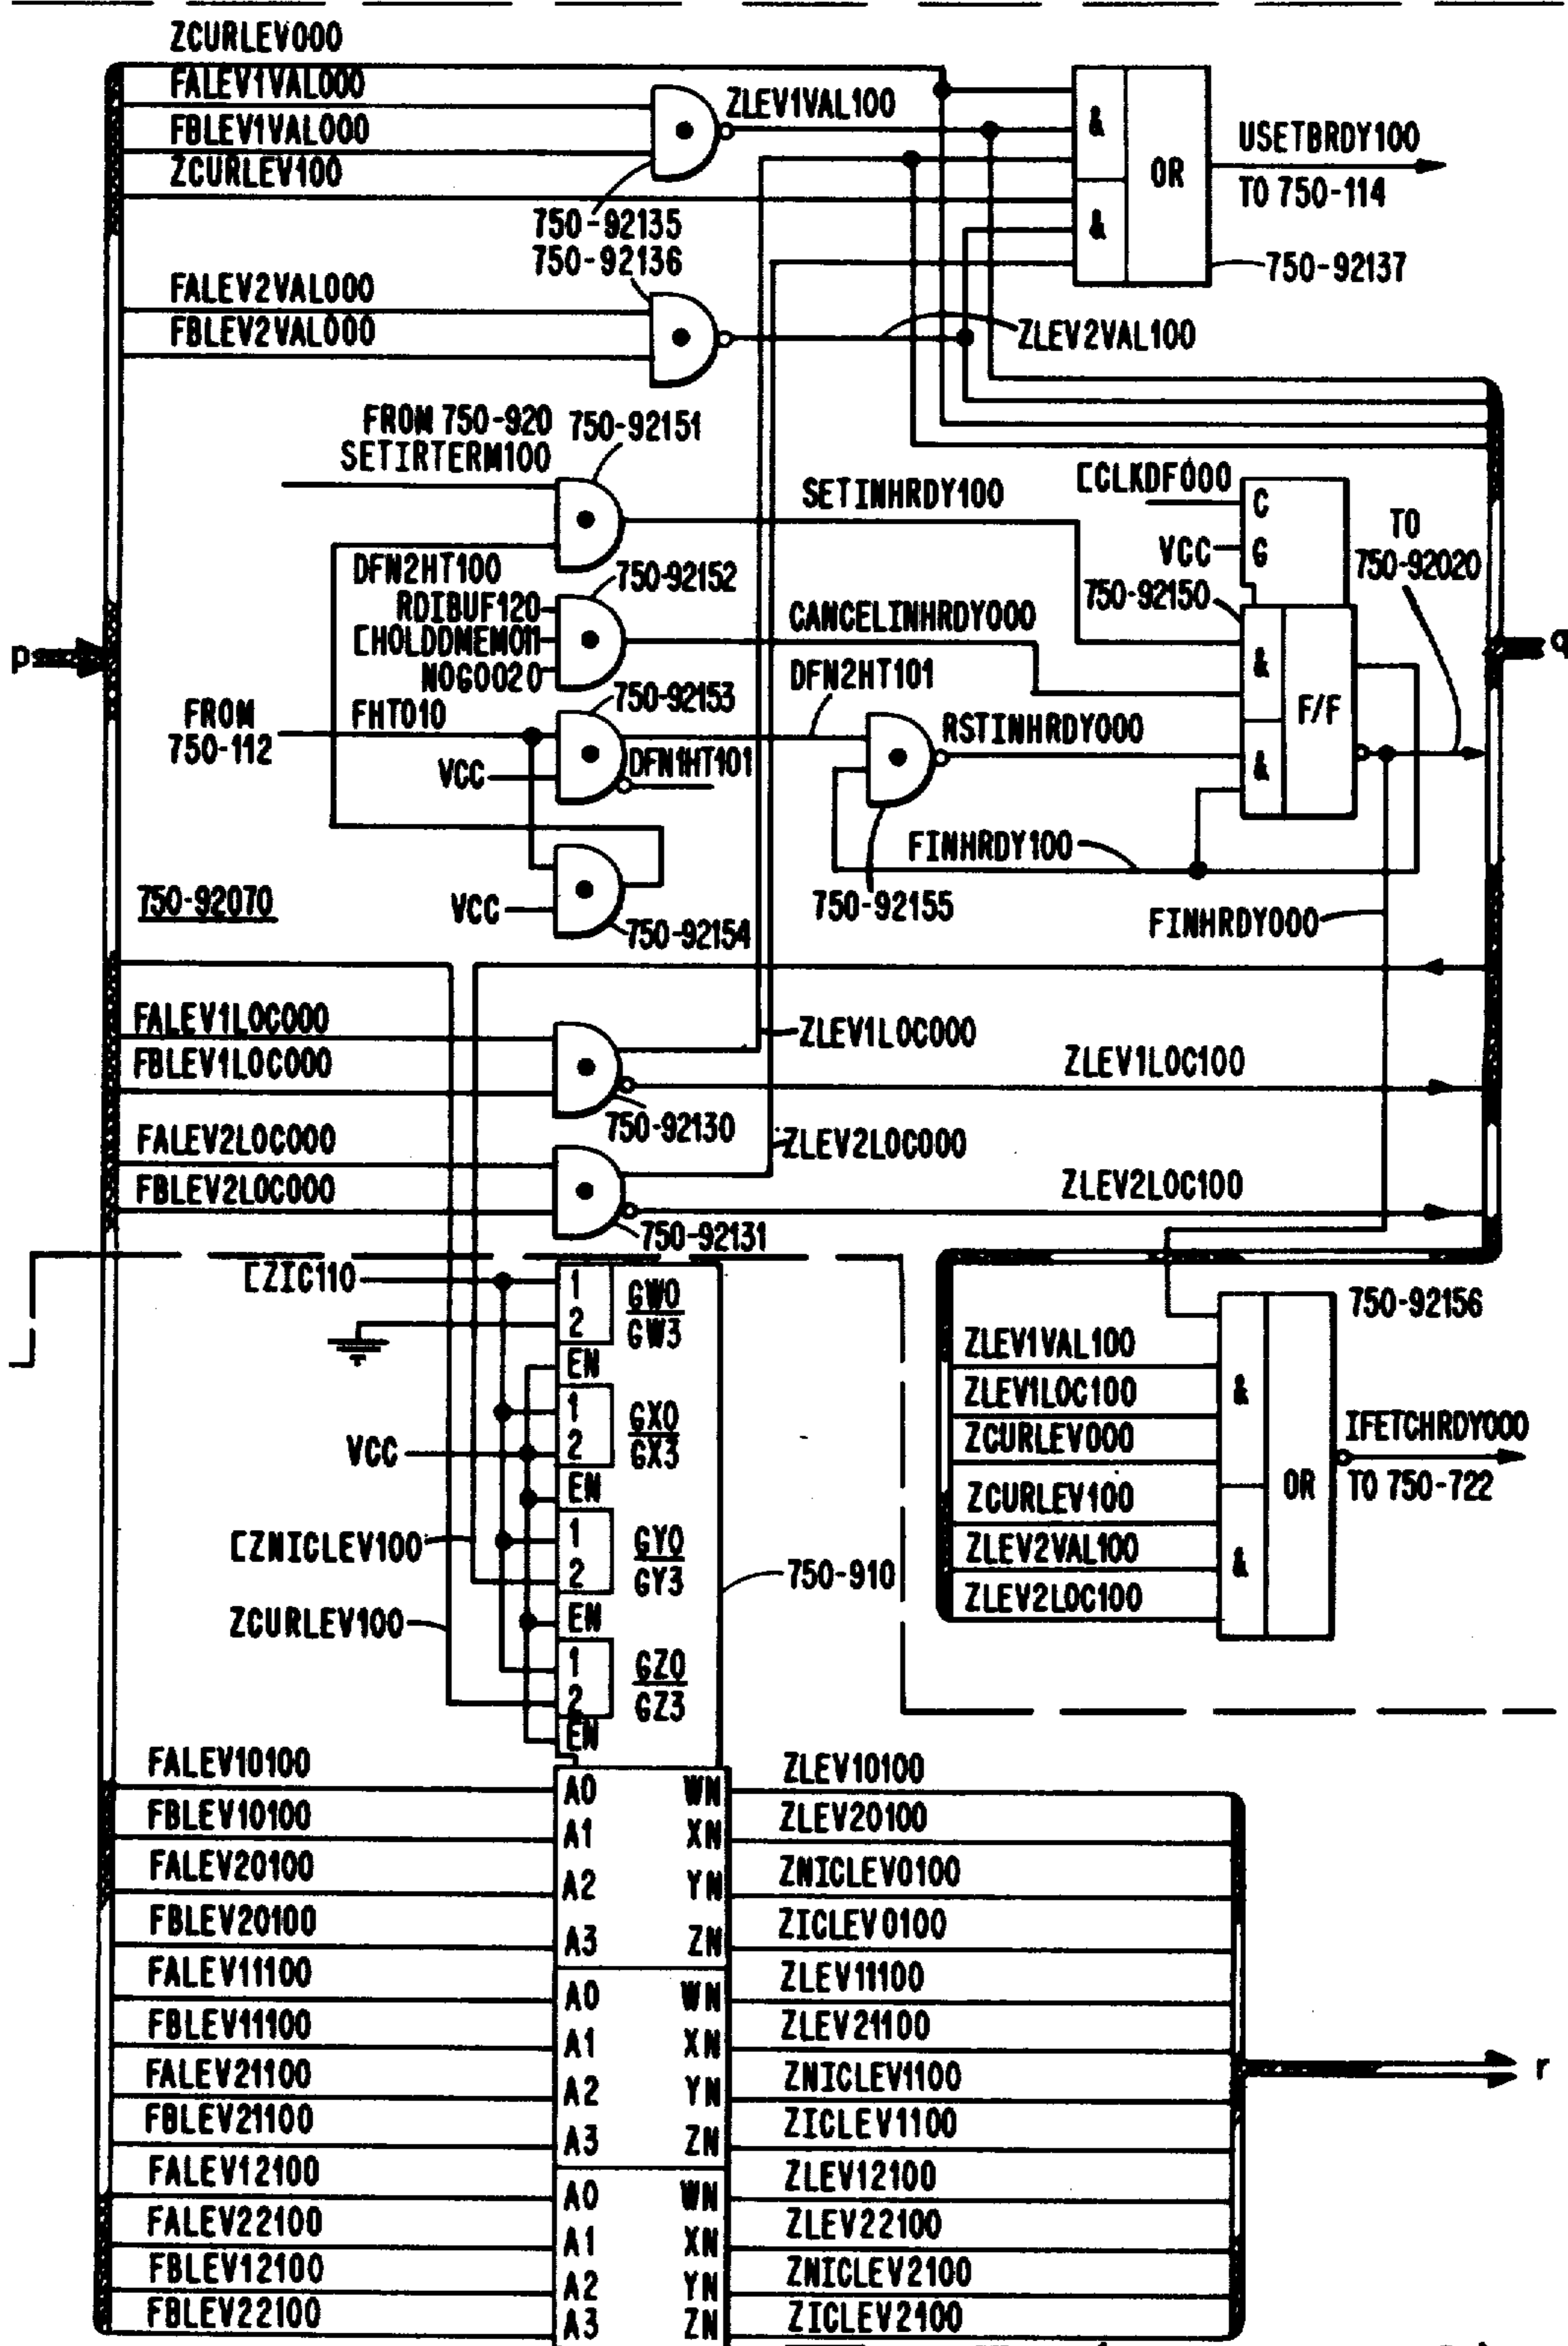 ZCURLEV000
FALEV1VAL000
FBLEV1VAL000
ZCURLEV100
ZLEV1VAL100
&
&
OR
USETBRDY100
TO 750-114
750-92135
750-92136
750-92137
FALEV2VAL000
FBLEV2VAL000
ZLEV2VAL100
FROM 750-920
SETIRTERM100
750-92151
SETINHRDY100
[CLKDF000
C
VCC
G
TO
750-92020
DFN2HT100
750-92152
750-92150
RDIBUF120
[HOLDDMEM011
NOGO020
CANCELINHRDY000
&
&
F/F
p
q
750-92153
DFN2HT101
FROM
750-112
FHT010
VCC
DFN1HT101
RSTINHRDY000
FINHRDY100
750-92155
750-92070
VCC
750-92154
FINHRDY000
FALEV1LOC000
FBLEV1LOC000
ZLEV1LOC000
ZLEV1LOC100
750-92130
FALEV2LOC000
FBLEV2LOC000
ZLEV2LOC000
ZLEV2LOC100
750-92131
[ZIC110
1
2
GW0
GW3
EN
1
2
GX0
GX3
VCC
EN
1
2
GY0
GY3
[ZNICLEV100
EN
ZCURLEV100
1
2
GZ0
GZ3
EN
750-910
750-92156
ZLEV1VAL100
ZLEV1LOC100
ZCURLEV000
ZCURLEV100
ZLEV2VAL100
ZLEV2LOC100
&
&
OR
IFETCHRDY000
TO 750-722
FALEV10100 A0 WN ZLEV10100
FBLEV10100 A1 XN ZLEV20100
FALEV20100 A2 YN ZNICLEV0100
FBLEV20100 A3 ZN ZICLEV0100
FALEV11100 A0 WN ZLEV11100
FBLEV11100 A1 XN ZLEV21100
FALEV21100 A2 YN ZNICLEV1100
FBLEV21100 A3 ZN ZICLEV1100
FALEV12100 A0 WN ZLEV12100
FALEV22100 A1 XN ZLEV22100
FBLEV12100 A2 YN ZNICLEV2100
FBLEV22100 A3 ZN ZICLEV2100
r